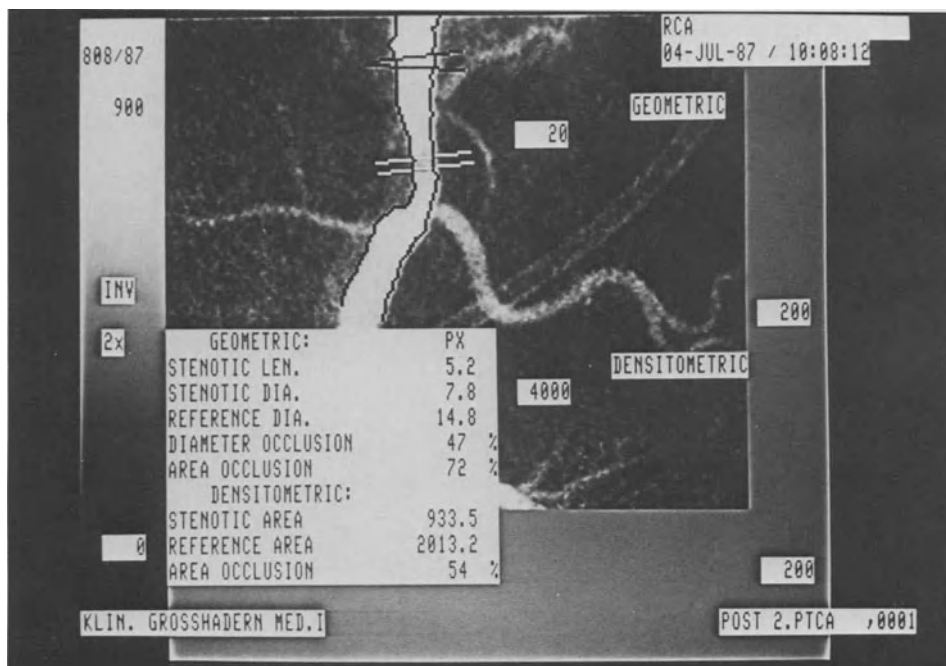 808/87
RCA
04-JUL-87 / 10:08:12
900
GEOMETRIC
20
INV
200
2x
GEOMETRIC: PX
STENOTIC LEN. 5.2
STENOTIC DIA. 7.8
REFERENCE DIA. 14.8
DIAMETER OCCLUSION 47 %
AREA OCCLUSION 72 %
DENSITOMETRIC:
STENOTIC AREA 933.5
REFERENCE AREA 2013.2
AREA OCCLUSION 54 %
DENSITOMETRIC
4000
0
200
KLIN. GROSSHADERN MED.I
POST 2.PTCA ,0001